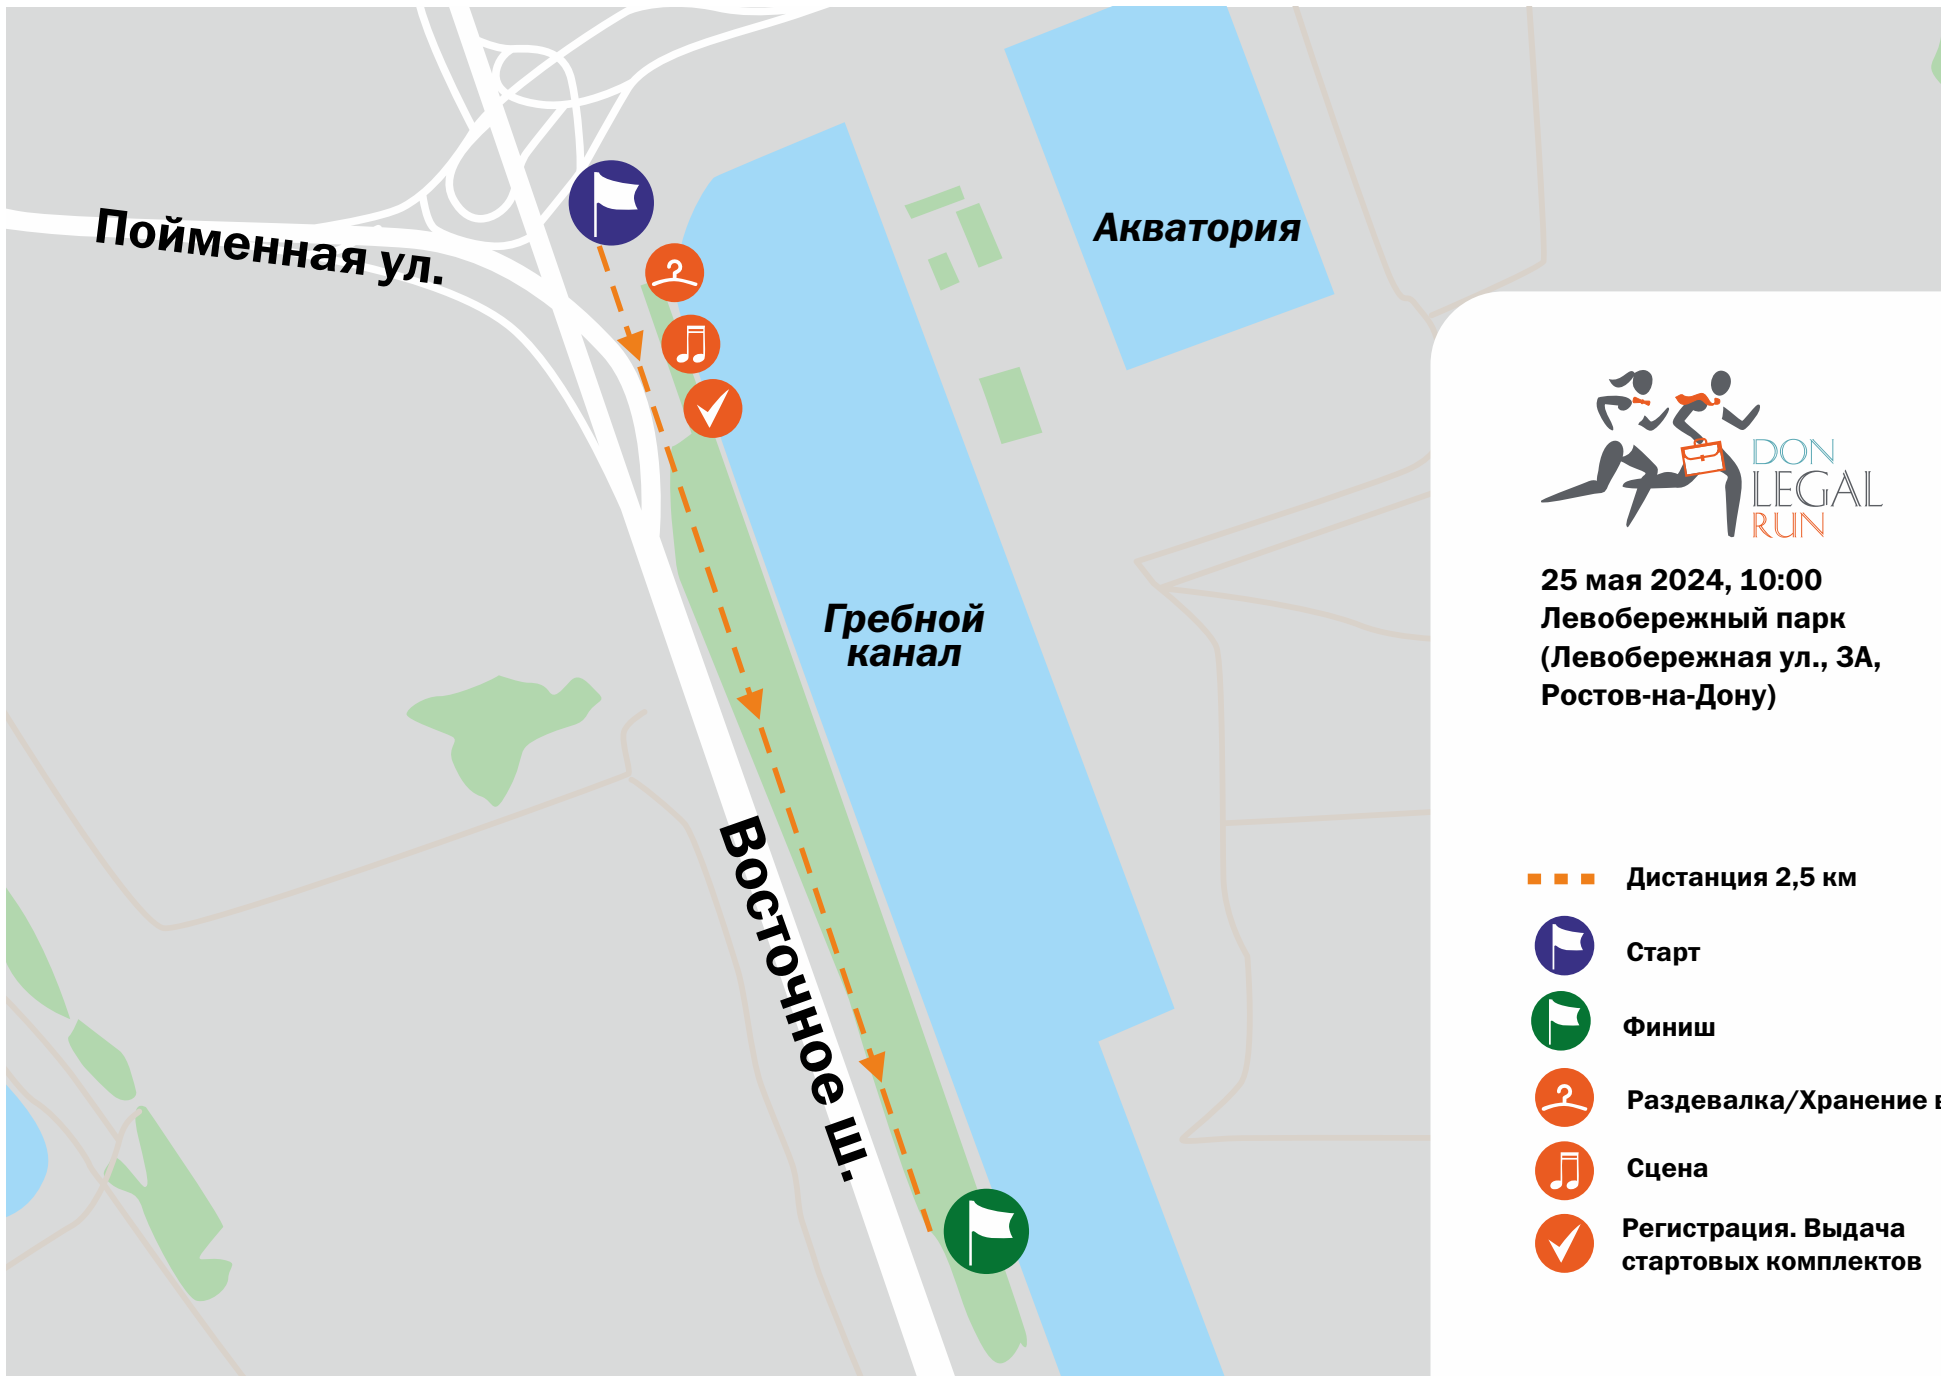 Пойменная ул.
Акватория
Гребной
канал
Восточное ш.
DON
LEGAL
RUN
25 мая 2024, 10:00
Левобережный парк
(Левобережная ул., 3А,
Ростов-на-Дону)
Дистанция 2,5 км
Старт
Финиш
Раздевалка/Хранение
Сцена
Регистрация. Выдача
стартовых комплектов